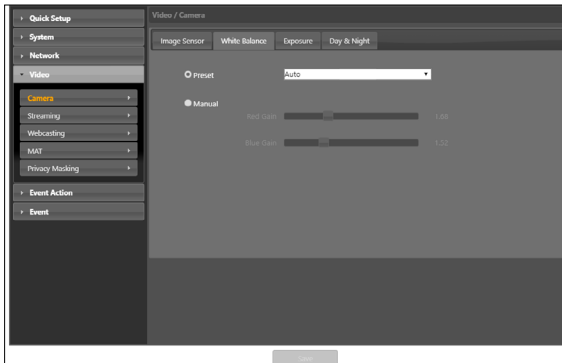 Quick Setup
System
Network
Video
Camera
Streaming
Webcasting
MAT
Privacy Masking
Event Action
Event
Video / Camera
Image Sensor White Balance Exposure Day & Night
Preset Auto
Manual
Red Gain 1.66
Blue Gain 1.52
Save